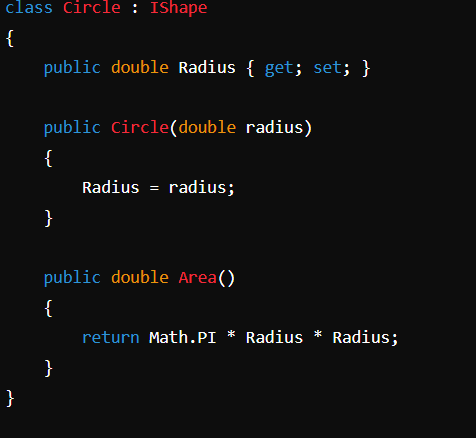 class Circle : IShape
{
    public double Radius { get; set; }

    public Circle(double radius)
    {
        Radius = radius;
    }

    public double Area()
    {
        return Math.PI * Radius * Radius;
    }
}